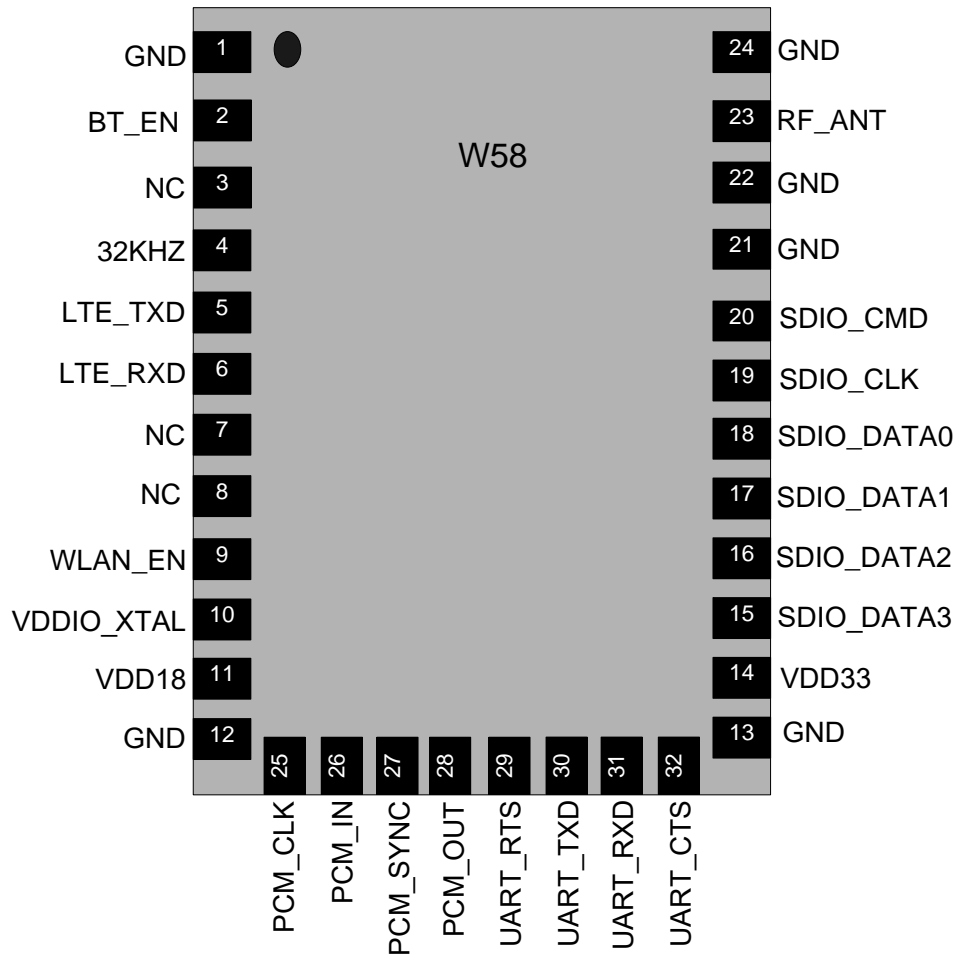 W58
GND 1
BT_EN 2
NC 3
32KHZ 4
LTE_TXD 5
LTE_RXD 6
NC 7
NC 8
WLAN_EN 9
VDDIO_XTAL 10
VDD18 11
GND 12
24 GND
23 RF_ANT
22 GND
21 GND
20 SDIO_CMD
19 SDIO_CLK
18 SDIO_DATA0
17 SDIO_DATA1
16 SDIO_DATA2
15 SDIO_DATA3
14 VDD33
13 GND
25 PCM_CLK
26 PCM_IN
27 PCM_SYNC
28 PCM_OUT
29 UART_RTS
30 UART_TXD
31 UART_RXD
32 UART_CTS